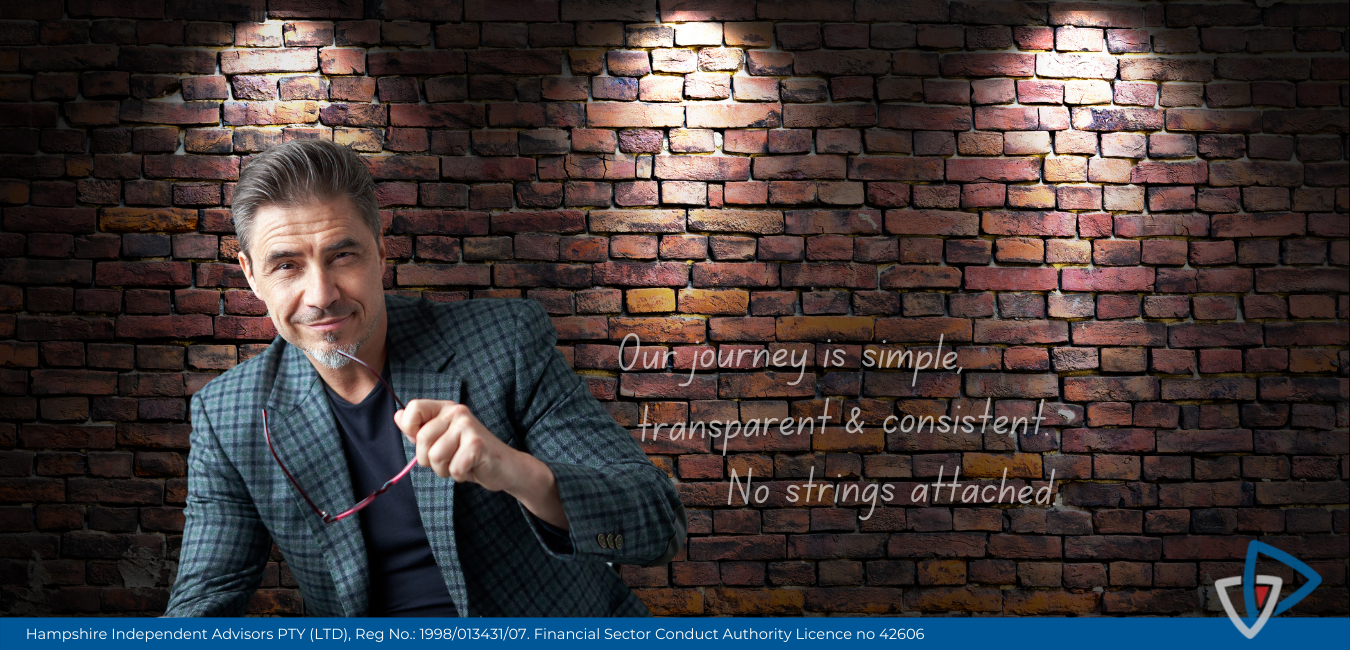 Our journey is simple,
transparent & consistent.
No strings attached.
Hampshire Independent Advisors PTY (LTD), Reg No.: 1998/013431/07. Financial Sector Conduct Authority Licence no 42606